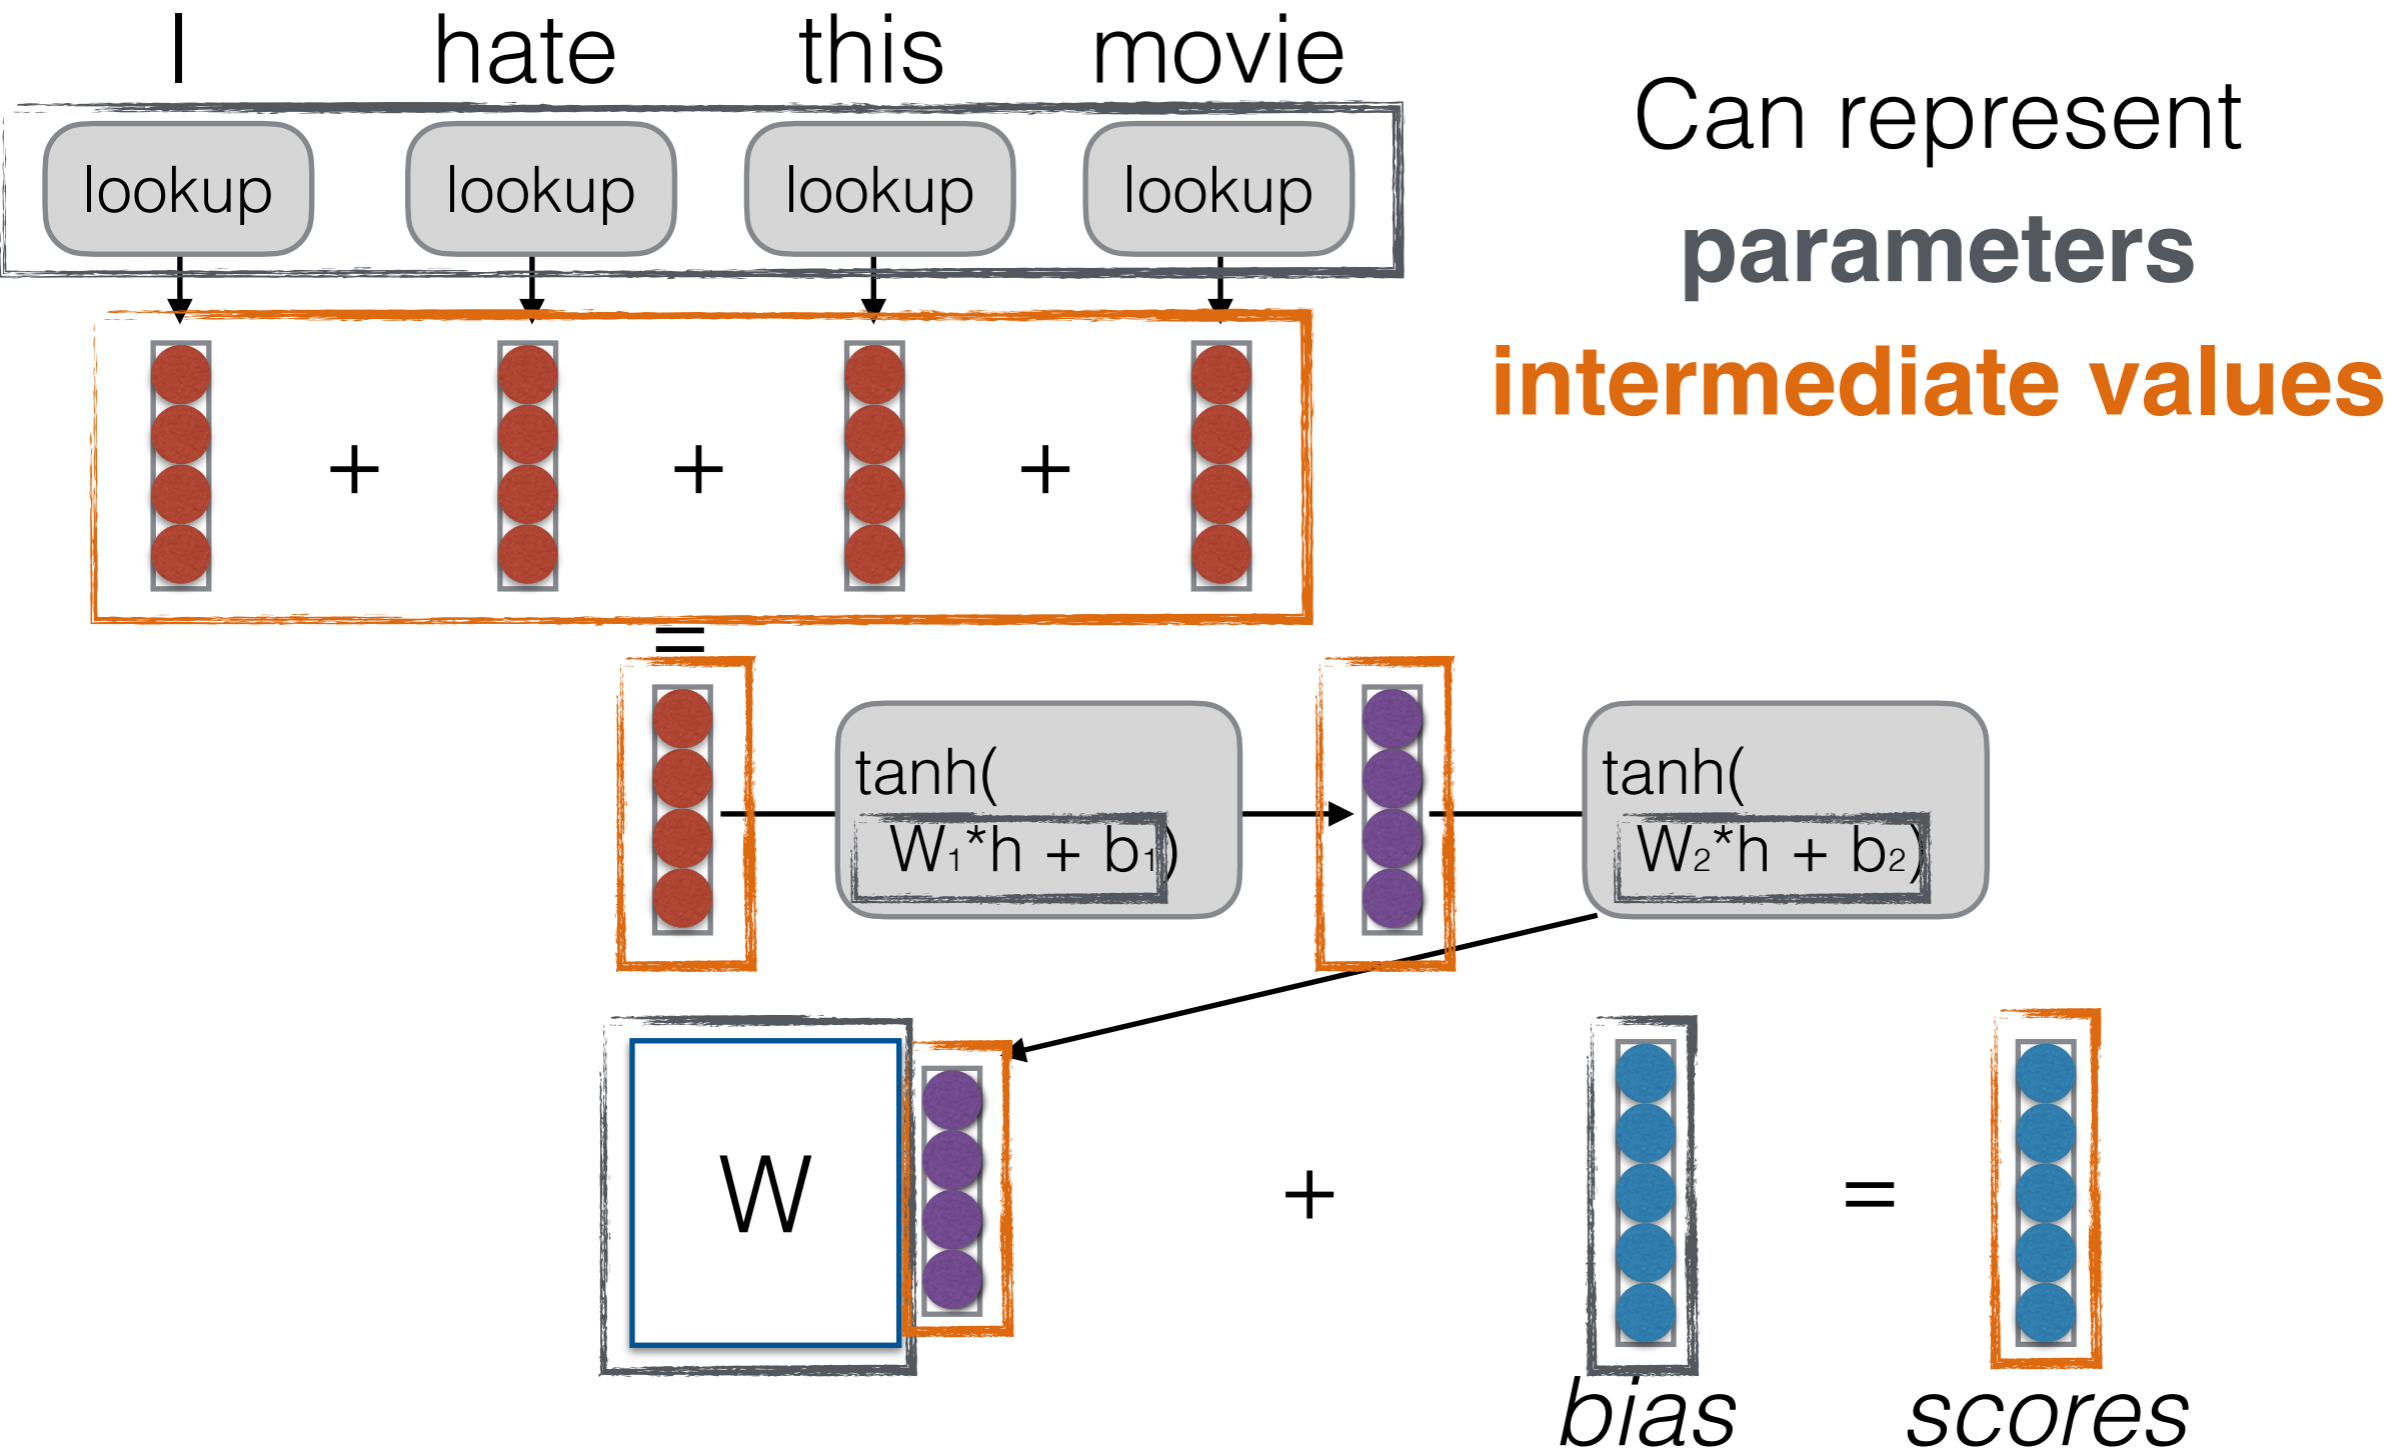 I hate this movie
lookup lookup lookup lookup
Can represent
parameters
intermediate values
+ + +
=
tanh(
W₁*h + b₁)
tanh(
W₂*h + b₂)
W + =
bias scores